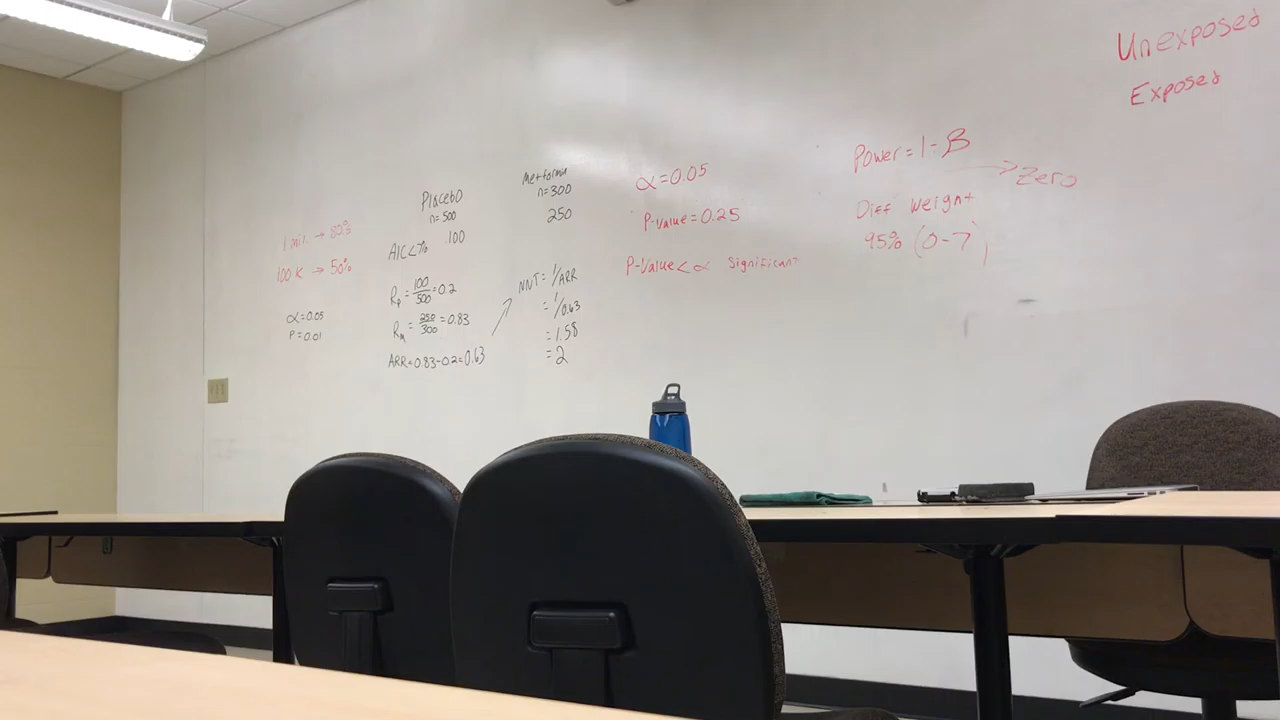 Unexposed
Exposed
1 mil. → 80%
100 K → 50%
α=0.05
P=0.01
Placebo
n=500
A1C<7% 100
Rp = 100/500 = 0.2
Rm = 250/300 = 0.83
ARR=0.83-0.2=0.63
Metformin
n=300
250
NNT = 1/ARR
= 1/0.63
= 1.58
= 2
α=0.05
P-value=0.25
P-Value<α Significant
Power=1-β
→ Zero
Diff Weight
95% (0-7)